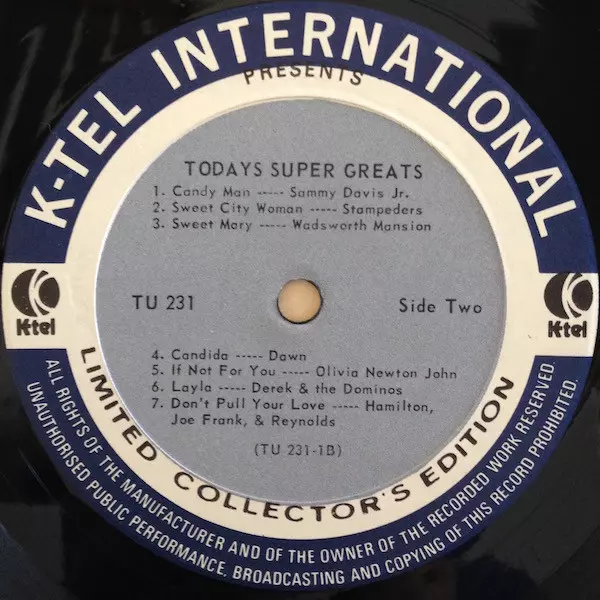 K-TEL INTERNATIONAL
PRESENTS
TODAYS SUPER GREATS
1. Candy Man ----- Sammy Davis Jr.
2. Sweet City Woman ----- Stampeders
3. Sweet Mary ----- Wadsworth Mansion
K-tel
K-tel
TU 231
Side Two
4. Candida ----- Dawn
5. If Not For You ----- Olivia Newton John
6. Layla ----- Derek & the Dominos
7. Don't Pull Your Love ----- Hamilton,
Joe Frank, & Reynolds
(TU 231-1B)
LIMITED COLLECTOR'S EDITION
ALL RIGHTS OF THE MANUFACTURER AND OF THE OWNER OF THE RECORDED WORK RESERVED.
UNAUTHORISED PUBLIC PERFORMANCE, BROADCASTING AND COPYING OF THIS RECORD PROHIBITED.